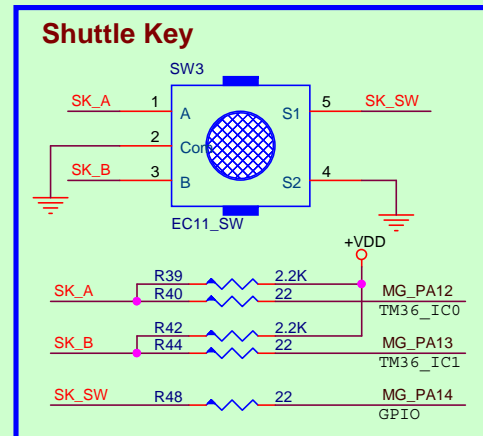 Shuttle Key
SW3
SK_A 1 A S1 5 SK_SW
2 Com
SK_B 3 B S2 4
EC11_SW
+VDD
R39 2.2K
SK_A R40 22 MG_PA12
TM36_IC0
R42 2.2K
SK_B R44 22 MG_PA13
TM36_IC1
SK_SW R48 22 MG_PA14
GPIO